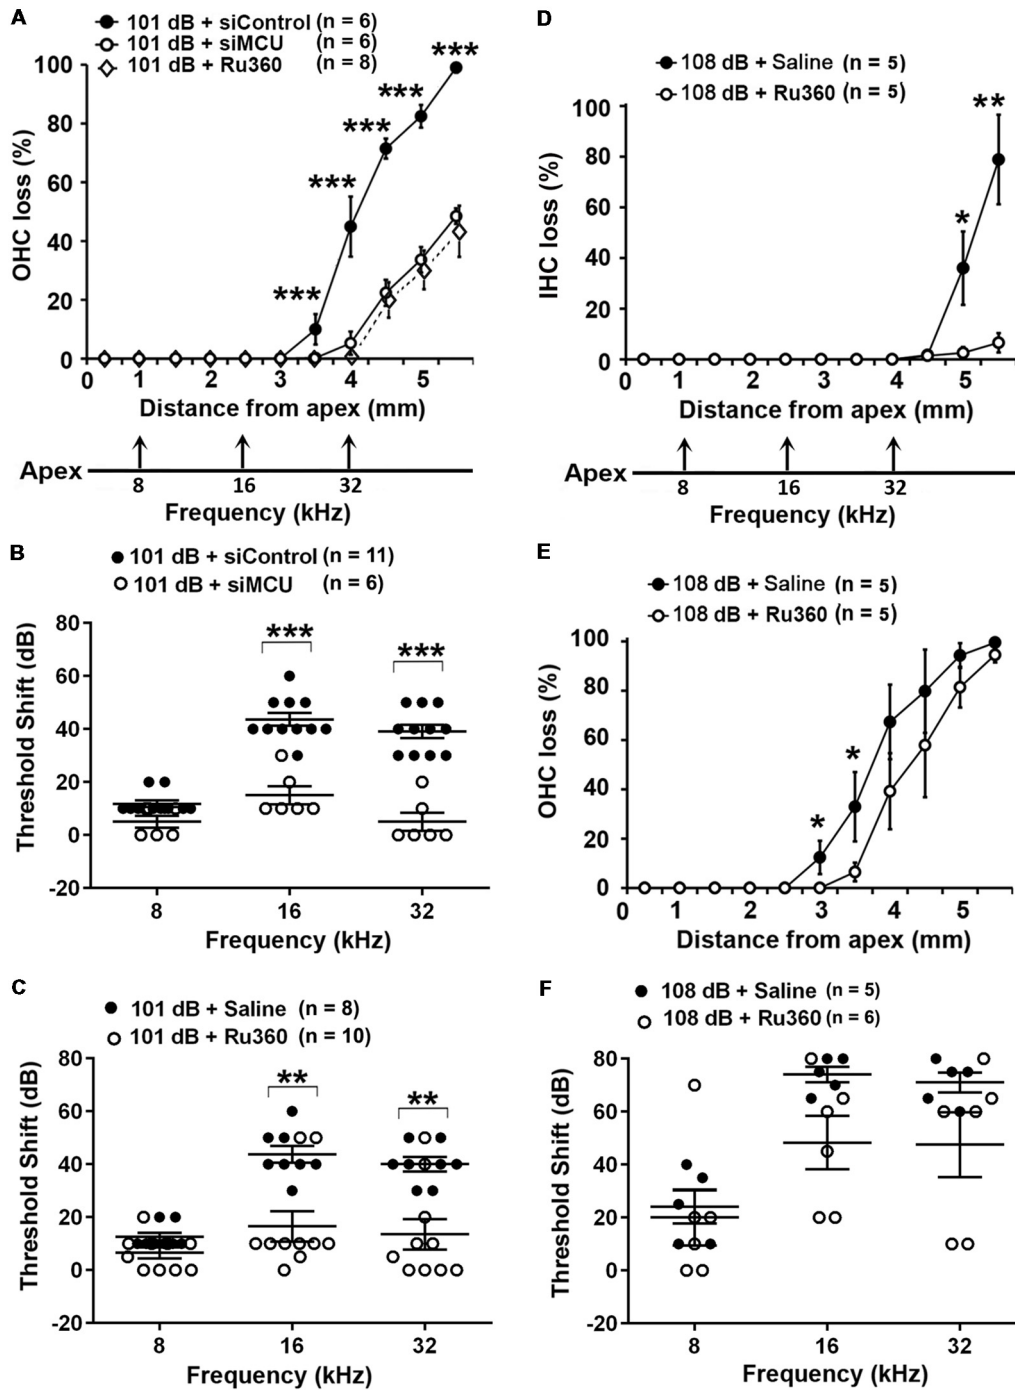 A
101 dB + siControl (n = 6)
101 dB + siMCU (n = 6)
101 dB + Ru360 (n = 8)
***
***
***
***
***
100
80
60
40
20
0
OHC loss (%)
0 1 2 3 4 5
Distance from apex (mm)
Apex
8 16 32
Frequency (kHz)
D
108 dB + Saline (n = 5)
108 dB + Ru360 (n = 5)
**
*
100
80
60
40
20
0
IHC loss (%)
0 1 2 3 4 5
Distance from apex (mm)
Apex
8 16 32
Frequency (kHz)
B
101 dB + siControl (n = 11)
101 dB + siMCU (n = 6)
***
***
80
60
40
20
0
-20
Threshold Shift (dB)
8 16 32
Frequency (kHz)
E
108 dB + Saline (n = 5)
108 dB + Ru360 (n = 5)
*
*
100
80
60
40
20
0
OHC loss (%)
0 1 2 3 4 5
Distance from apex (mm)
C
101 dB + Saline (n = 8)
101 dB + Ru360 (n = 10)
**
**
80
60
40
20
0
-20
Threshold Shift (dB)
8 16 32
Frequency (kHz)
F
108 dB + Saline (n = 5)
108 dB + Ru360 (n = 6)
80
60
40
20
0
-20
Threshold Shift (dB)
8 16 32
Frequency (kHz)